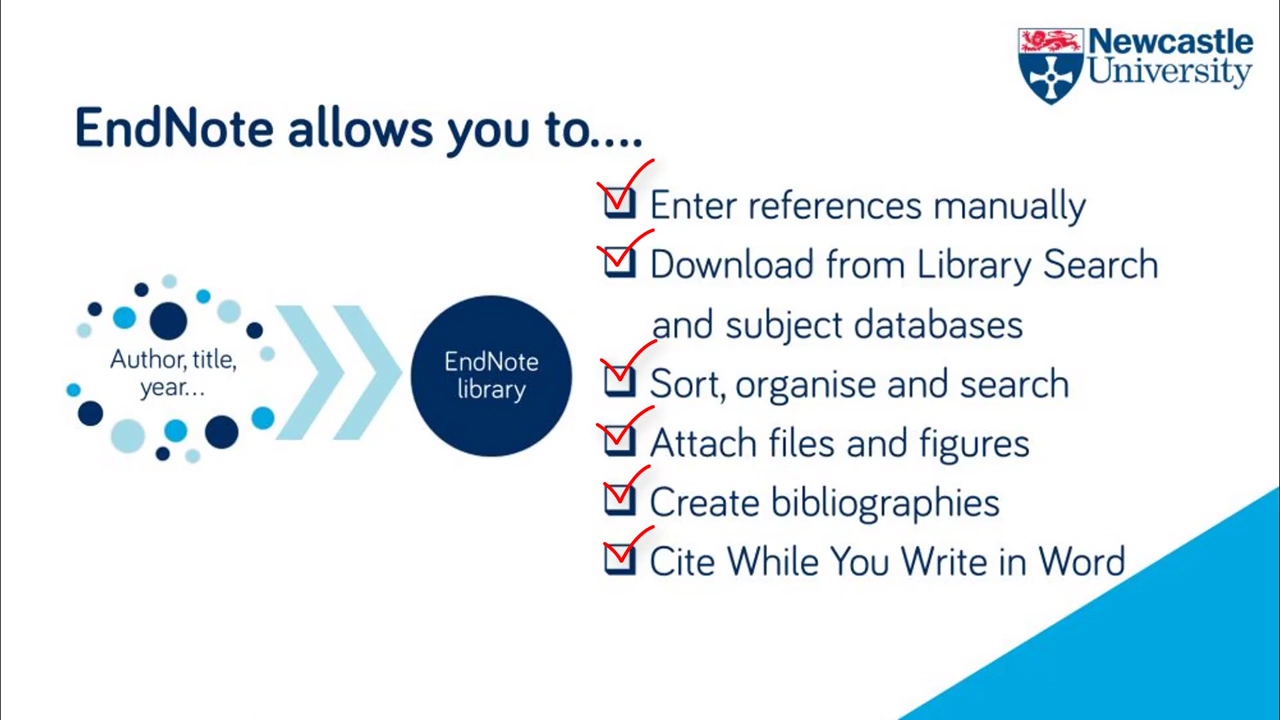 Newcastle
University
EndNote allows you to....
Enter references manually
Download from Library Search
and subject databases
Sort, organise and search
Attach files and figures
Create bibliographies
Cite While You Write in Word
Author, title,
year...
EndNote
library